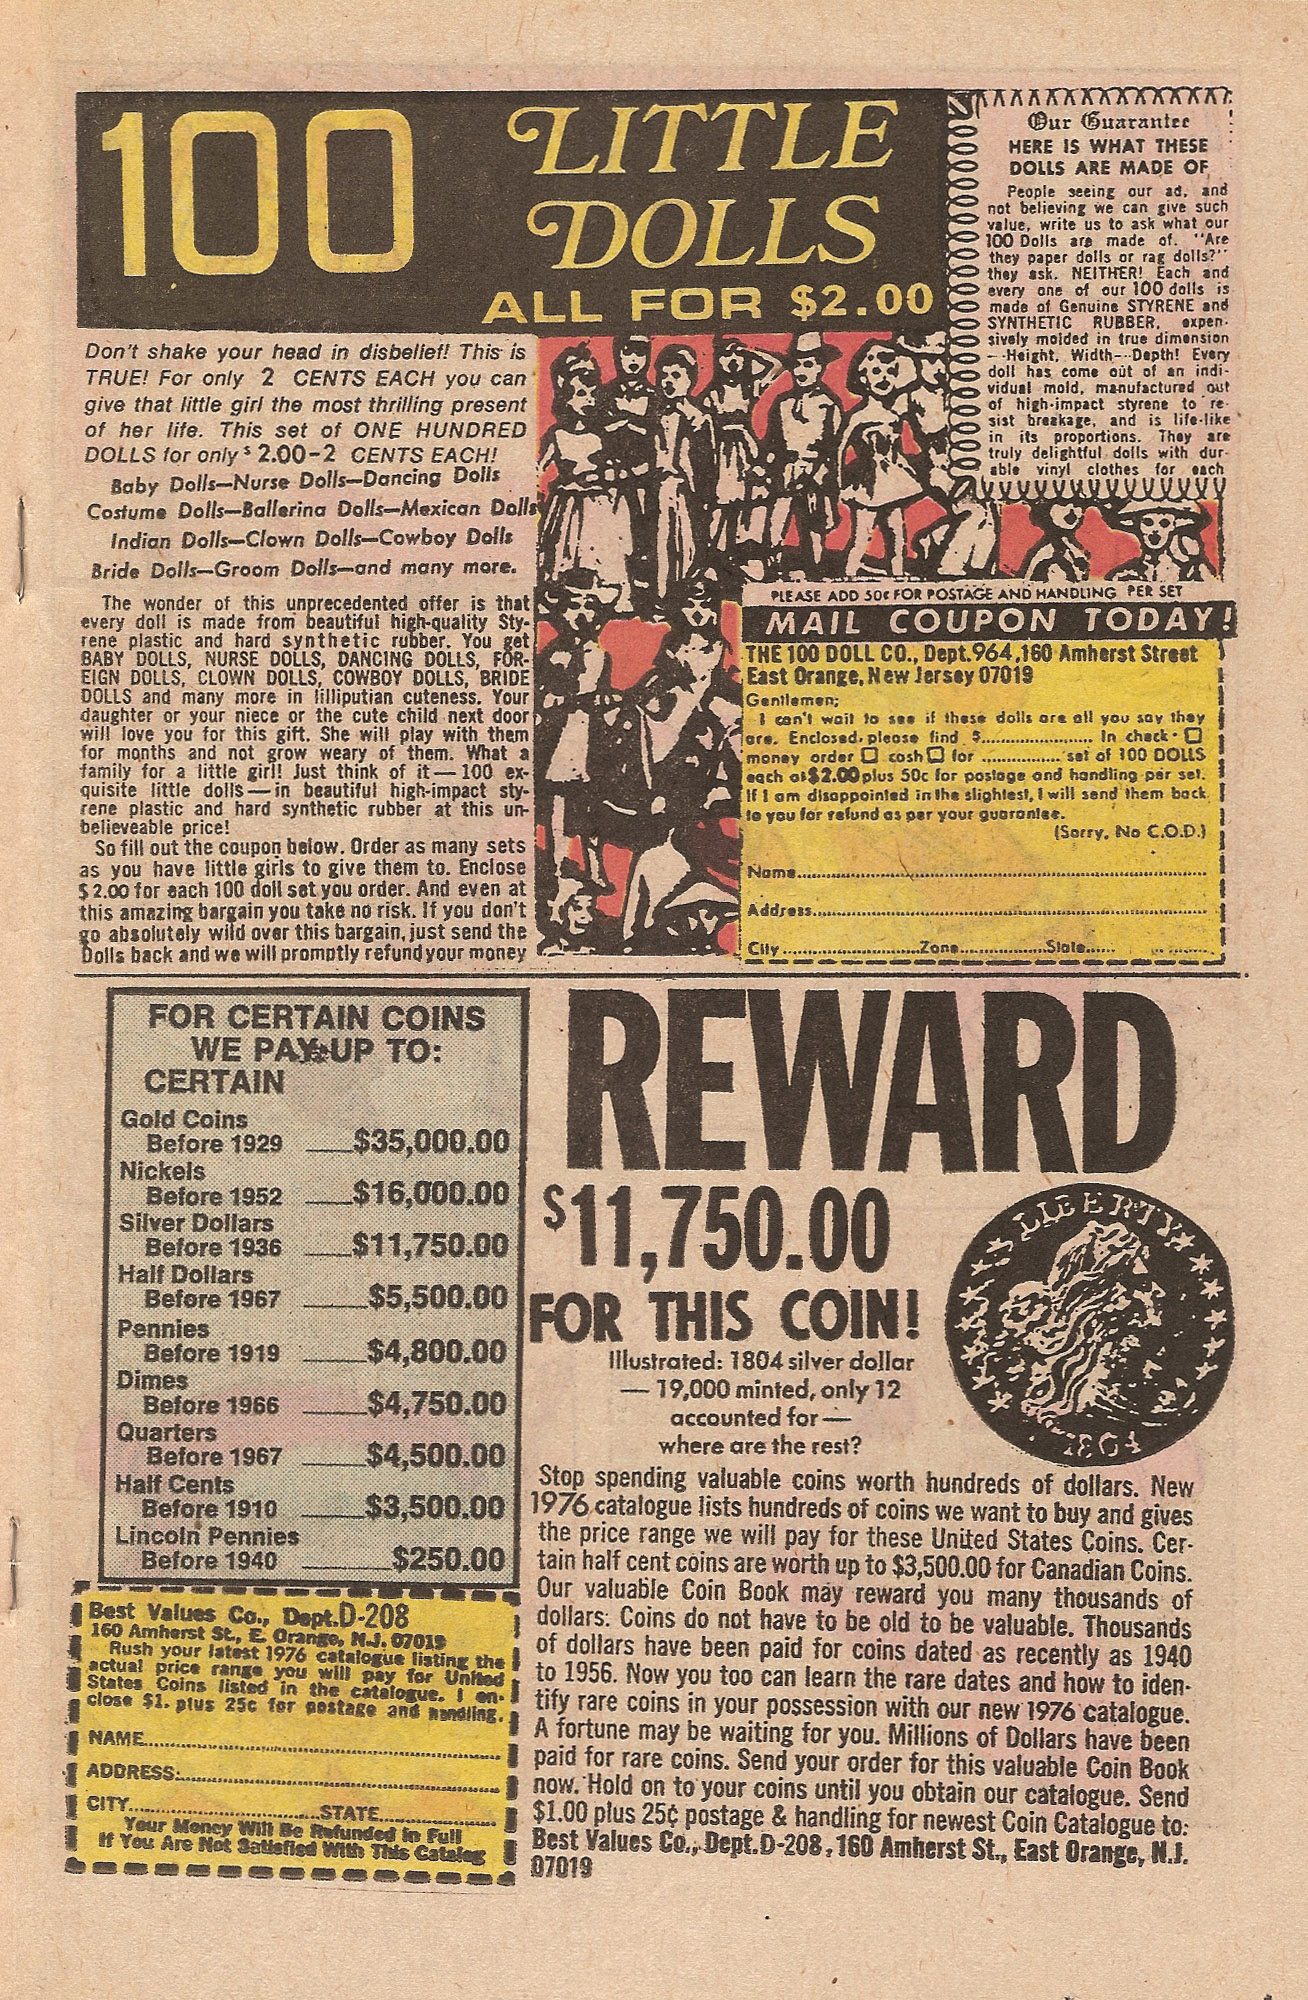 100
LITTLE
DOLLS
ALL FOR $2.00
Our Guarantee
HERE IS WHAT THESE
DOLLS ARE MADE OF
People seeing our ad, and
not believing we can give such
value, write us to ask what our
100 Dolls are made of. "Are
they paper dolls or rag dolls?"
they ask. NEITHER! Each and
every one of our 100 dolls is
made of Genuine STYRENE and
SYNTHETIC RUBBER, expen-
sively molded in true dimension
--Height, Width--Depth! Every
doll has come out of an indi-
vidual mold, manufactured out
of high-impact styrene to re-
sist breakage, and is life-like
in its proportions. They are
truly delightful dolls with dur-
able vinyl clothes for each
Don't shake your head in disbelief! This is
TRUE! For only 2 CENTS EACH you can
give that little girl the most thrilling present
of her life. This set of ONE HUNDRED
DOLLS for only $2.00-2 CENTS EACH!
Baby Dolls—Nurse Dolls—Dancing Dolls
Costume Dolls—Ballerina Dolls—Mexican Dolls
Indian Dolls—Clown Dolls—Cowboy Dolls
Bride Dolls—Groom Dolls—and many more.
The wonder of this unprecedented offer is that
every doll is made from beautiful high-quality Sty-
rene plastic and hard synthetic rubber. You get
BABY DOLLS, NURSE DOLLS, DANCING DOLLS, FOR-
EIGN DOLLS, CLOWN DOLLS, COWBOY DOLLS, BRIDE
DOLLS and many more in lilliputian cuteness. Your
daughter or your niece or the cute child next door
will love you for this gift. She will play with them
for months and not grow weary of them. What a
family for a little girl! Just think of it—100 ex-
quisite little dolls—in beautiful high-impact sty-
rene plastic and hard synthetic rubber at this un-
believeable price!
So fill out the coupon below. Order as many sets
as you have little girls to give them to. Enclose
$2.00 for each 100 doll set you order. And even at
this amazing bargain you take no risk. If you don't
go absolutely wild over this bargain, just send the
Dolls back and we will promptly refund your money
PLEASE ADD 50¢ FOR POSTAGE AND HANDLING PER SET
MAIL COUPON TODAY!
THE 100 DOLL CO., Dept. 964, 160 Amherst Street
East Orange, New Jersey 07019
Gentlemen;
I can't wait to see if these dolls are all you say they
are. Enclosed please find $.................... In check ☐
money order ☐ cash ☐ for ............... set of 100 DOLLS
each at $2.00 plus 50c for postage and handling per set.
If I am disappointed in the slightest, I will send them back
to you for refund as per your guarantee.
(Sorry, No C.O.D.)
Name
Address
City ........ Zone ........ State
FOR CERTAIN COINS
WE PAY UP TO:
CERTAIN
Gold Coins
Before 1929 ___$35,000.00
Nickels
Before 1952 ___$16,000.00
Silver Dollars
Before 1936 ___$11,750.00
Half Dollars
Before 1967 ____$5,500.00
Pennies
Before 1919 ____$4,800.00
Dimes
Before 1966 ____$4,750.00
Quarters
Before 1967 ____$4,500.00
Half Cents
Before 1910 ____$3,500.00
Lincoln Pennies
Before 1940 _____$250.00
Best Values Co., Dept. D-208
160 Amherst St., E. Orange, N.J. 07019
Rush your latest 1976 catalogue listing the
actual price range you will pay for United
States Coins listed in the catalogue. I en-
close $1. plus 25c for postage and handling.
NAME
ADDRESS:
CITY ........ STATE
Your Money Will Be Refunded In Full
If You Are Not Satisfied With This Catalog
REWARD
$11,750.00
FOR THIS COIN!
LIBERTY
1804
Illustrated: 1804 silver dollar
— 19,000 minted, only 12
accounted for —
where are the rest?
Stop spending valuable coins worth hundreds of dollars. New
1976 catalogue lists hundreds of coins we want to buy and gives
the price range we will pay for these United States Coins. Cer-
tain half cent coins are worth up to $3,500.00 for Canadian Coins.
Our valuable Coin Book may reward you many thousands of
dollars. Coins do not have to be old to be valuable. Thousands
of dollars have been paid for coins dated as recently as 1940
to 1956. Now you too can learn the rare dates and how to iden-
tify rare coins in your possession with our new 1976 catalogue.
A fortune may be waiting for you. Millions of Dollars have been
paid for rare coins. Send your order for this valuable Coin Book
now. Hold on to your coins until you obtain our catalogue. Send
$1.00 plus 25¢ postage & handling for newest Coin Catalogue to:
Best Values Co., Dept. D-208, 160 Amherst St., East Orange, N.J.
07019